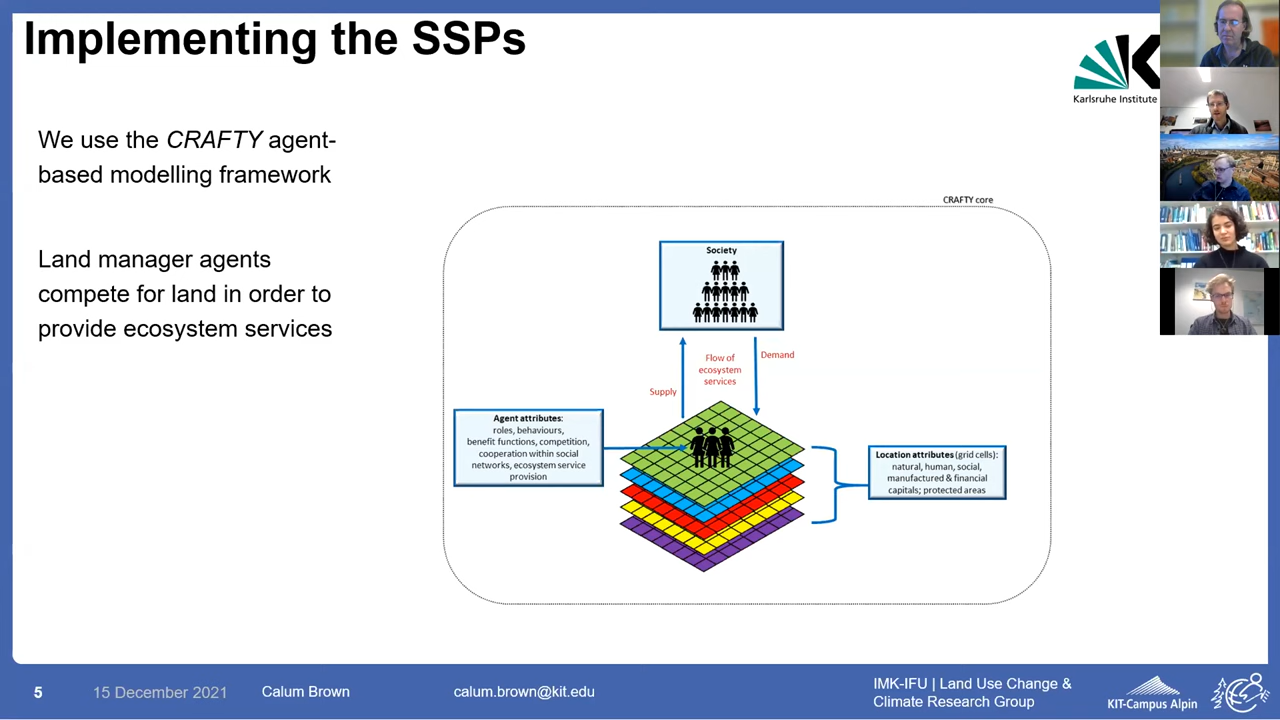 Implementing the SSPs
Karlsruhe Institute
We use the CRAFTY agent-
based modelling framework
Land manager agents
compete for land in order to
provide ecosystem services
CRAFTY core
Society
Flow of
ecosystem
services
Demand
Supply
Agent attributes:
roles, behaviours,
benefit functions, competition,
cooperation within social
networks, ecosystem service
provision
Location attributes (grid cells):
natural, human, social,
manufactured & financial
capitals; protected areas
5
15 December 2021
Calum Brown
calum.brown@kit.edu
IMK-IFU | Land Use Change &
Climate Research Group
KIT-Campus Alpin